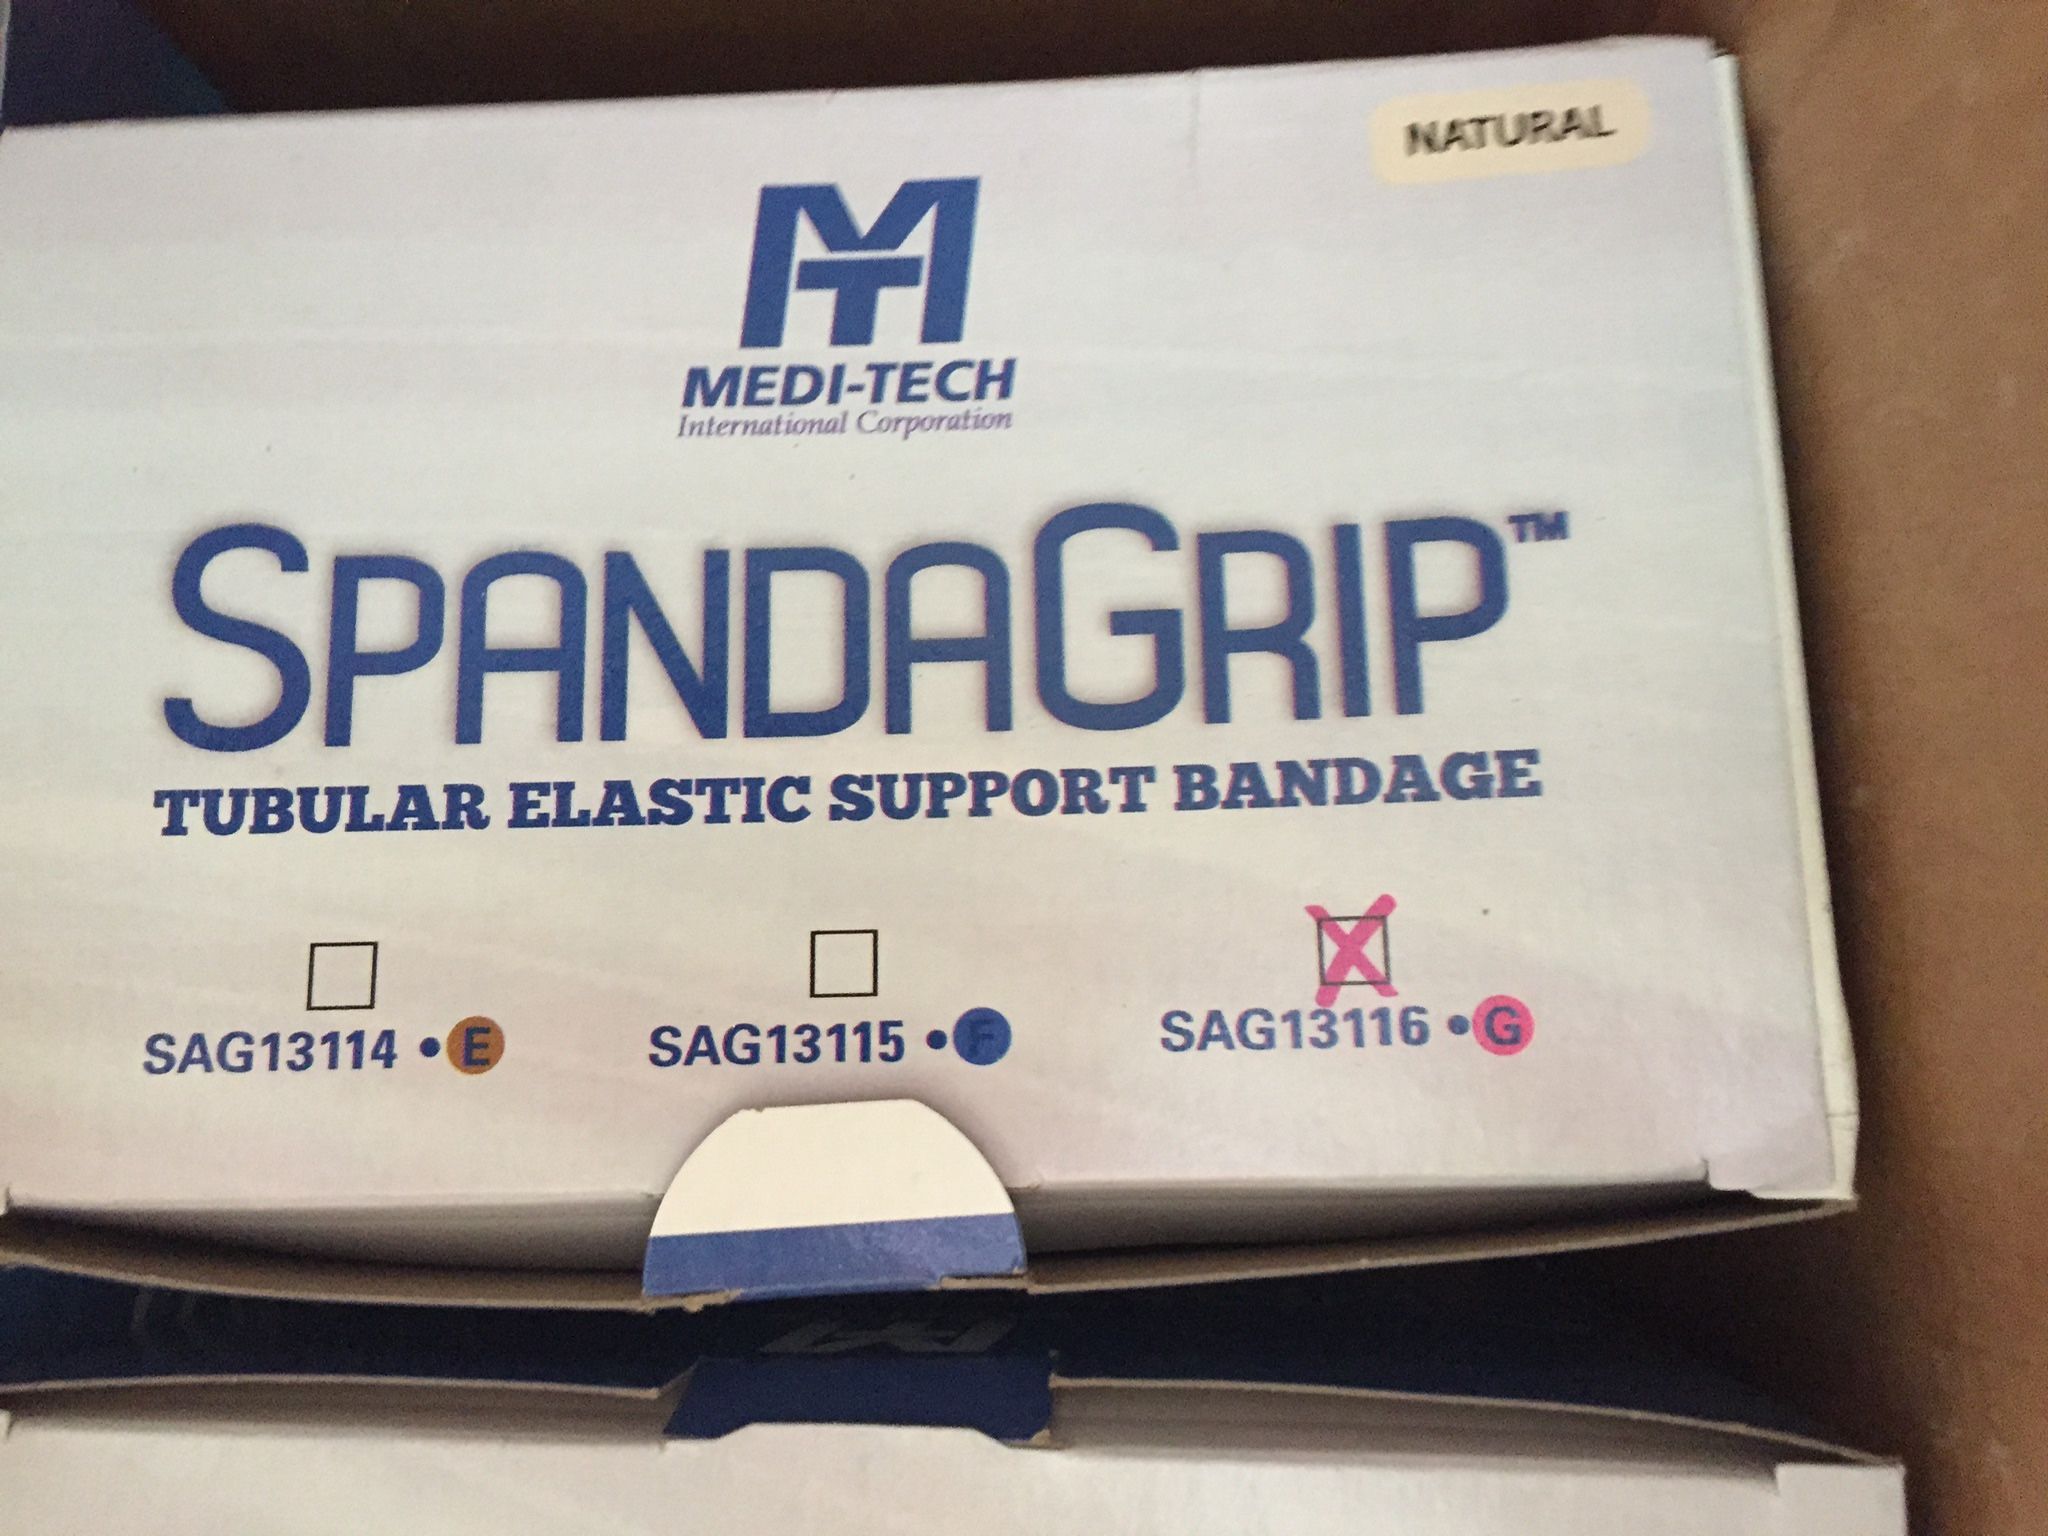 NATURAL
MT
MEDI-TECH
International Corporation
SPANDAGRIP™
TUBULAR ELASTIC SUPPORT BANDAGE
SAG13114 • E
SAG13115 • F
SAG13116 • G